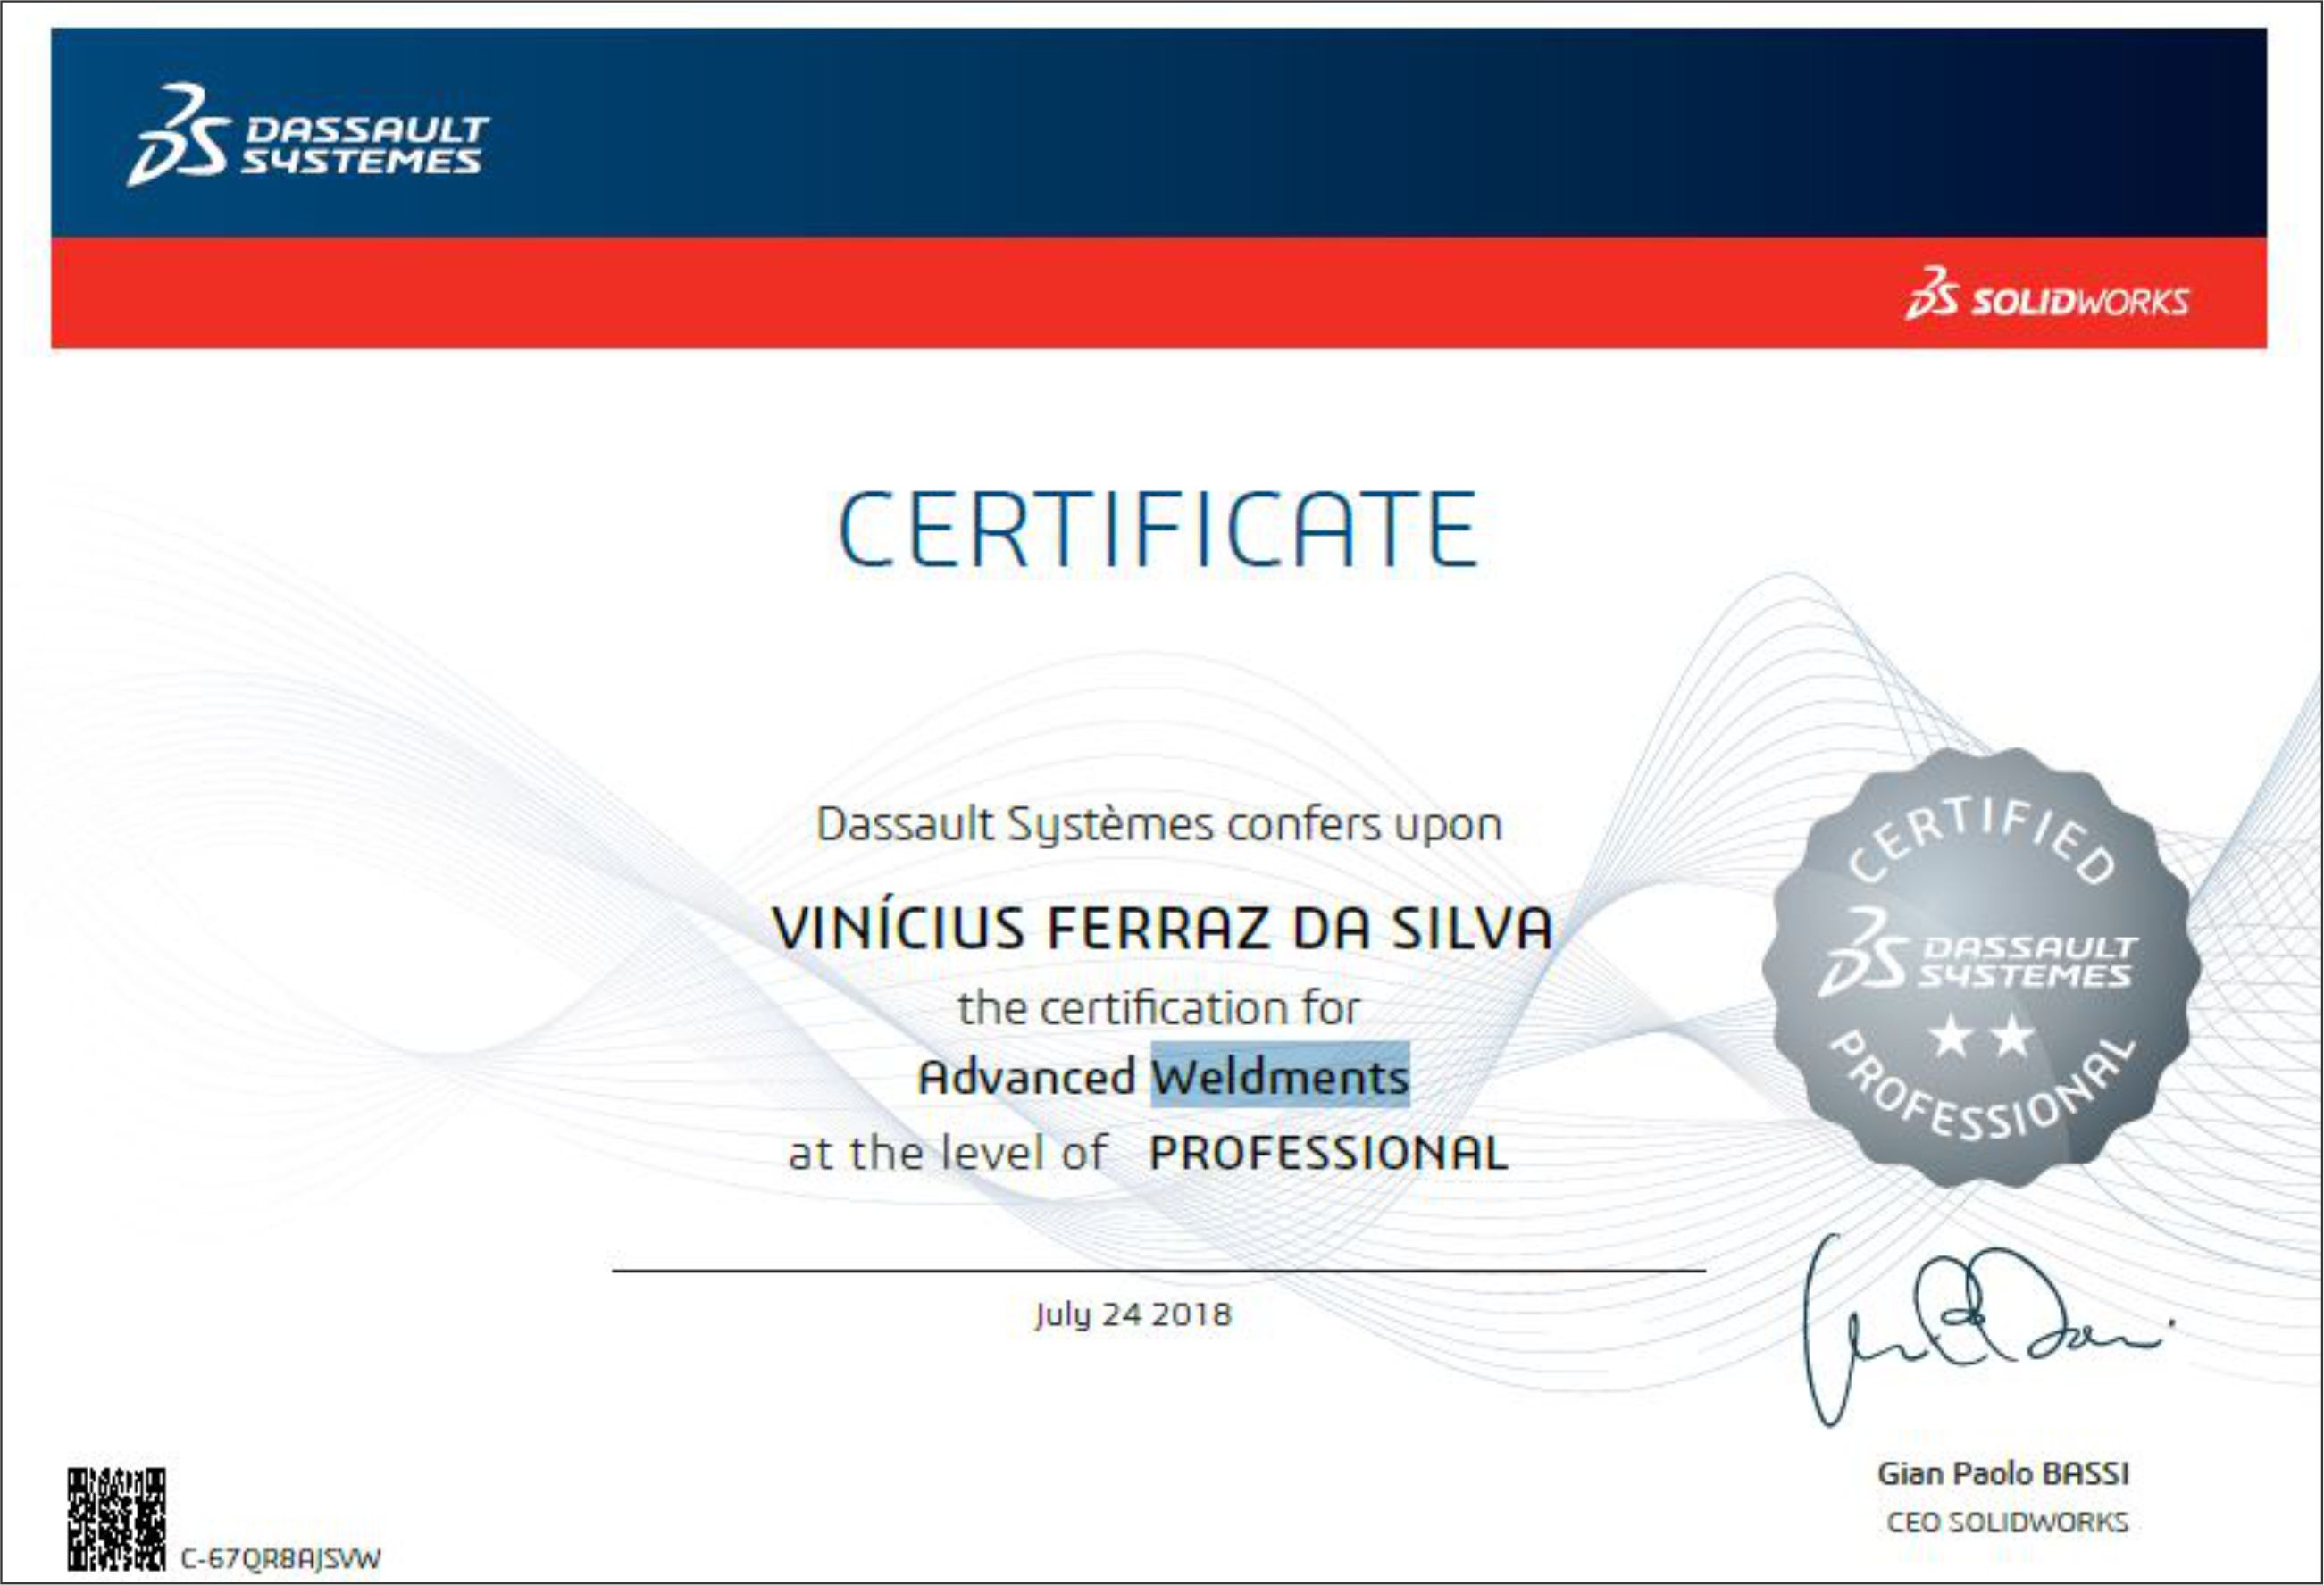 DASSAULT
SYSTEMES
SOLIDWORKS
CERTIFICATE
Dassault Systèmes confers upon
VINÍCIUS FERRAZ DA SILVA
the certification for
Advanced Weldments
at the level of PROFESSIONAL
CERTIFIED
DASSAULT
SYSTEMES
PROFESSIONAL
July 24 2018
Gian Paolo BASSI
CEO SOLIDWORKS
C-67QR8AJSVW